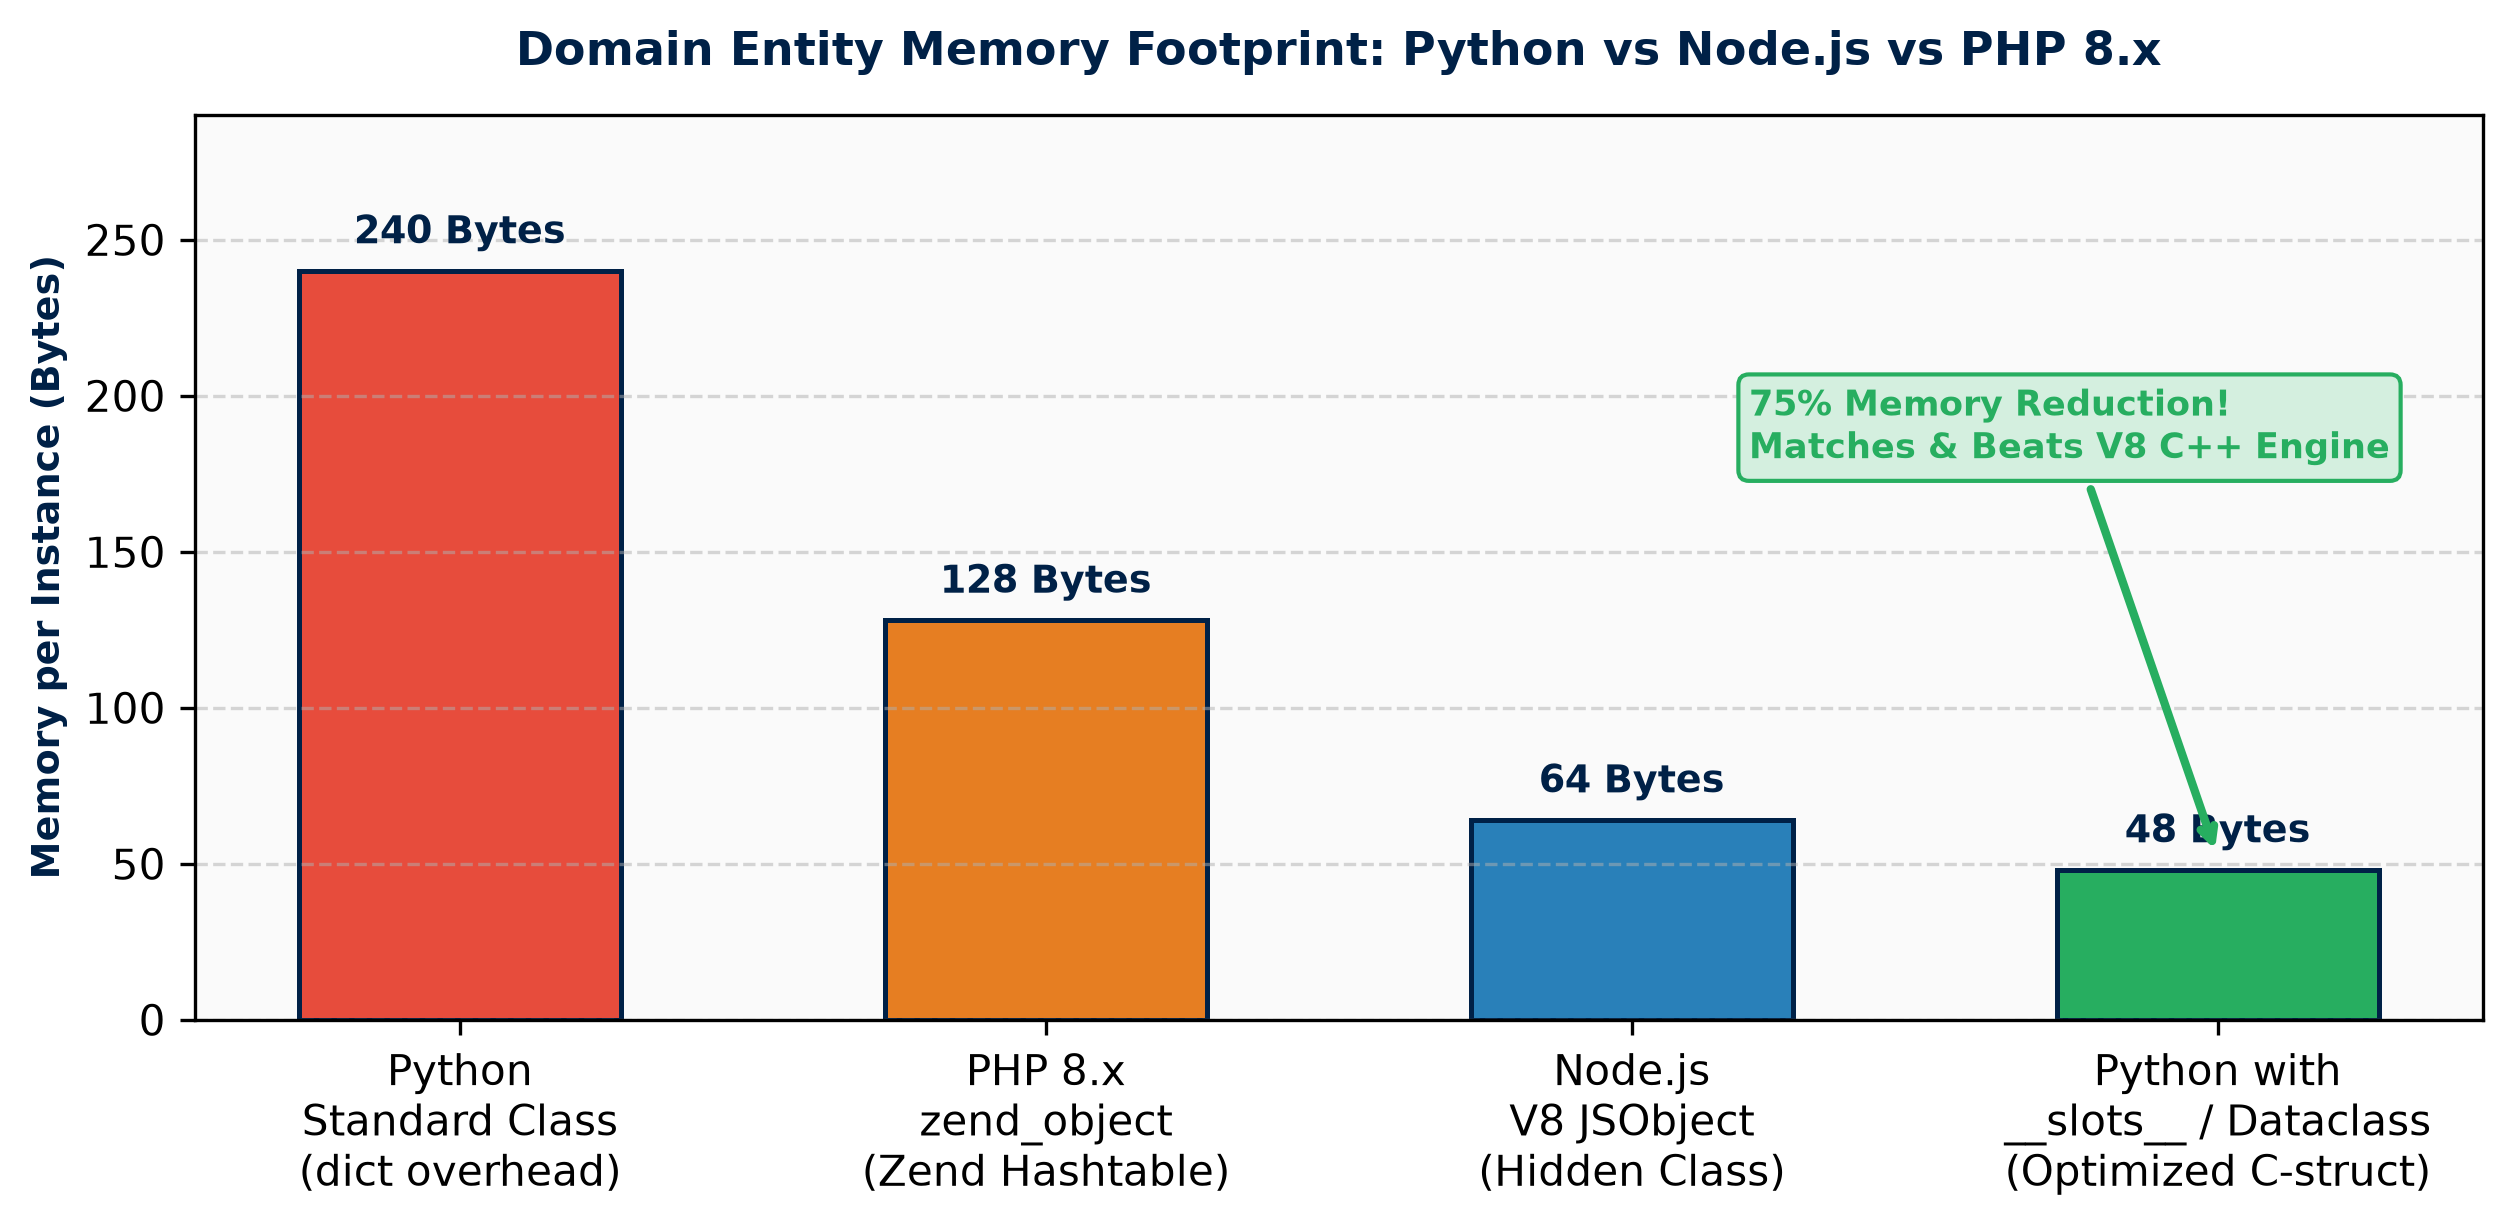 Domain Entity Memory Footprint: Python vs Node.js vs PHP 8.x
Memory per Instance (Bytes)
250
200
150
100
50
0
240 Bytes
128 Bytes
64 Bytes
48 Bytes
75% Memory Reduction!
Matches & Beats V8 C++ Engine
Python
Standard Class
(dict overhead)
PHP 8.x
zend_object
(Zend Hashtable)
Node.js
V8 JSObject
(Hidden Class)
Python with
__slots__ / Dataclass
(Optimized C-struct)